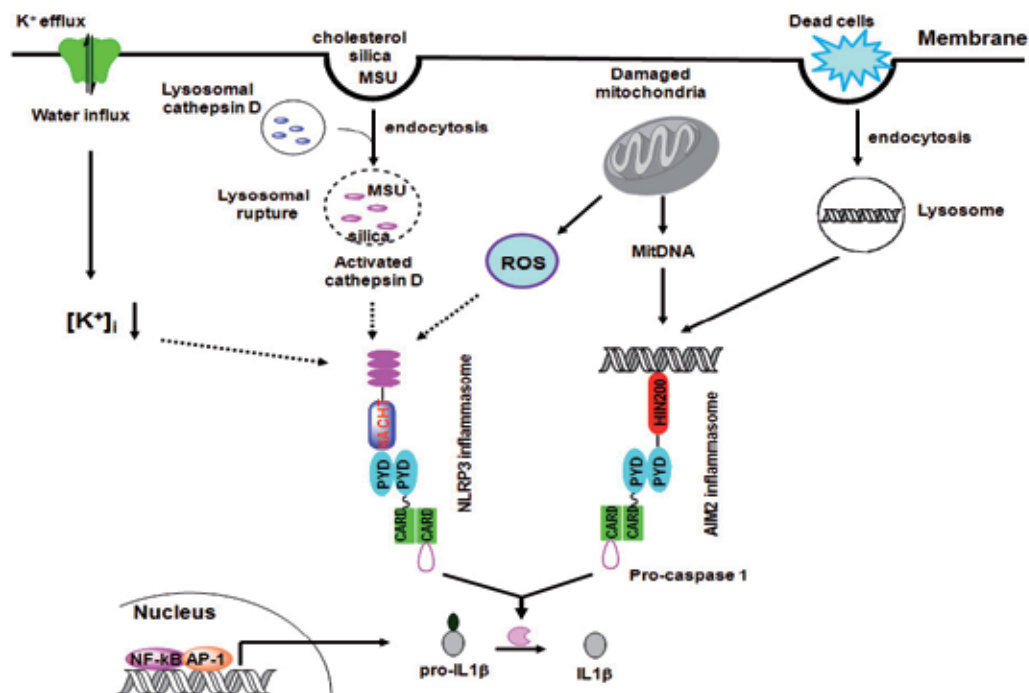 K⁺ efflux
Water influx
[K⁺]ᵢ
cholesterol
silica
MSU
Lysosomal
cathepsin D
endocytosis
Lysosomal
rupture
MSU
silica
Activated
cathepsin D
Damaged
mitochondria
ROS
MitDNA
Dead cells
Membrane
endocytosis
Lysosome
NACHT
PYD
PYD
CARD
CARD
NLRP3 inflammasome
HIN200
PYD
PYD
CARD
CARD
AIM2 inflammasome
Pro-caspase 1
Nucleus
NF-kB
AP-1
pro-IL1β
IL1β